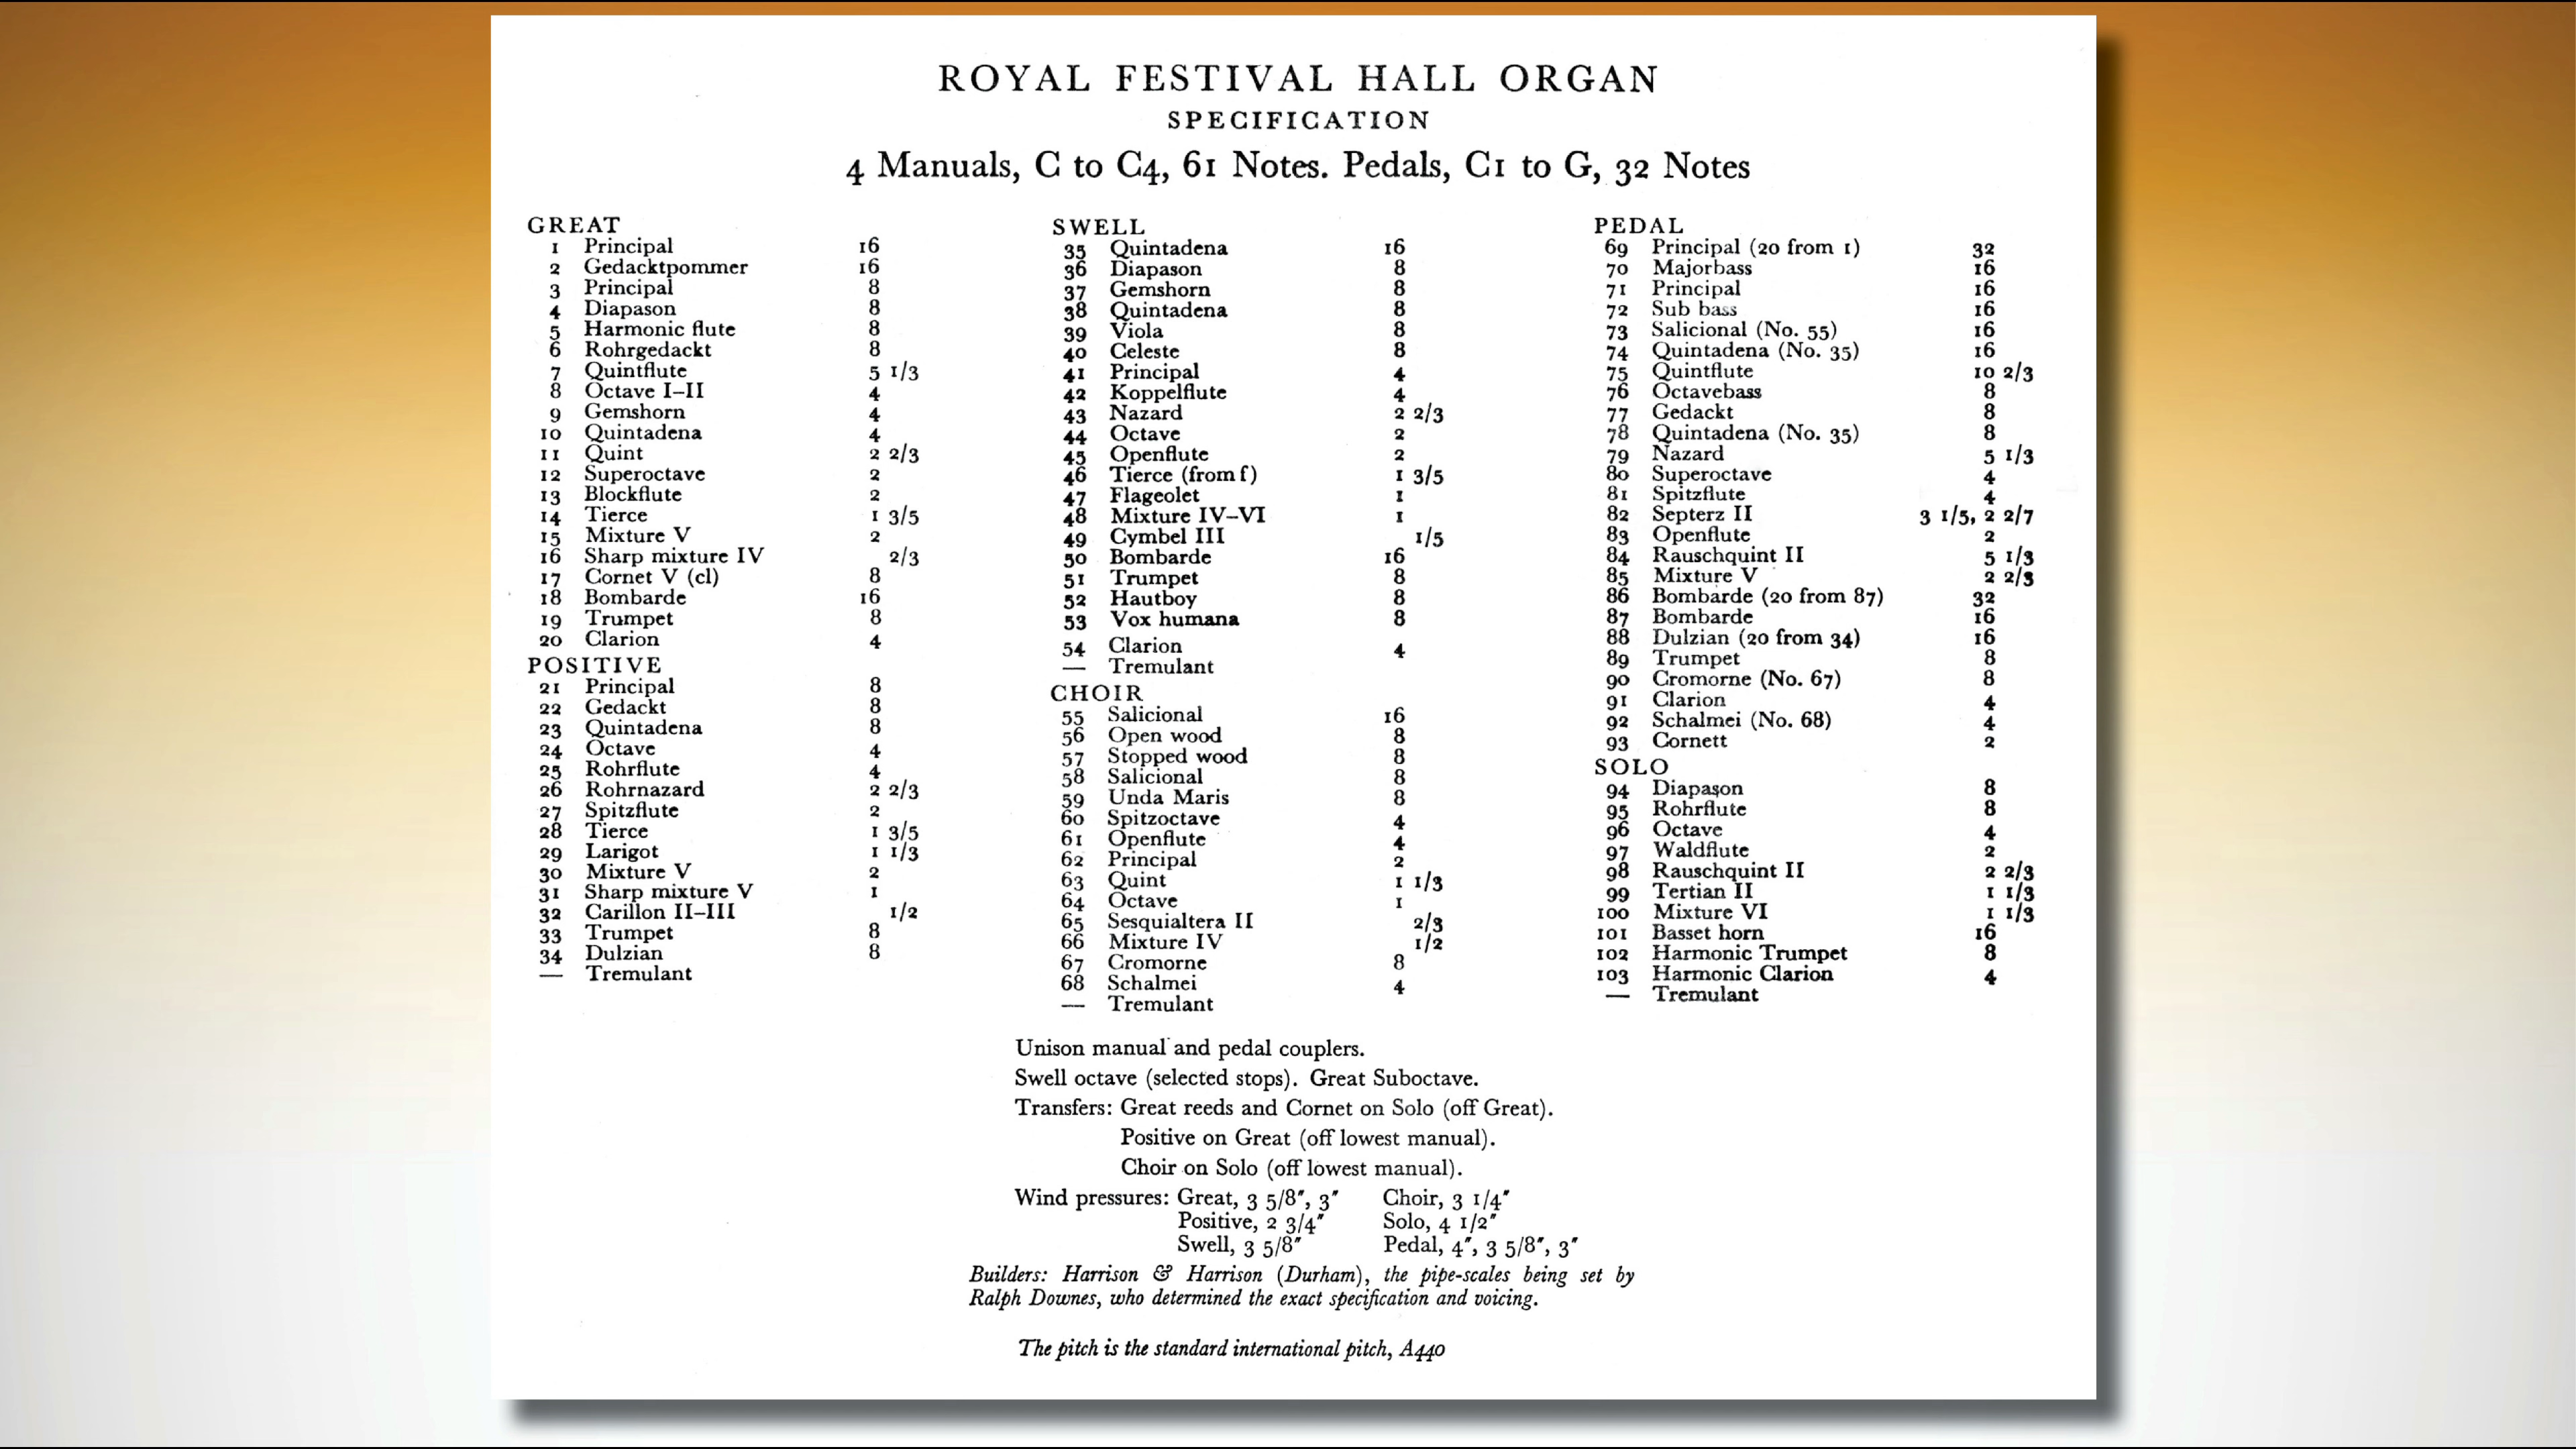 ROYAL FESTIVAL HALL ORGAN
SPECIFICATION
4 Manuals, C to C4, 61 Notes. Pedals, C1 to G, 32 Notes
GREAT
1 Principal 16
2 Gedacktpommer 16
3 Principal 8
4 Diapason 8
5 Harmonic flute 8
6 Rohrgedackt 8
7 Quintflute 5 1/3
8 Octave I–II 4
9 Gemshorn 4
10 Quintadena 4
11 Quint 2 2/3
12 Superoctave 2
13 Blockflute 2
14 Tierce 1 3/5
15 Mixture V 2
16 Sharp mixture IV 2/3
17 Cornet V (cl) 8
18 Bombarde 16
19 Trumpet 8
20 Clarion 4
POSITIVE
21 Principal 8
22 Gedackt 8
23 Quintadena 8
24 Octave 4
25 Rohrflute 4
26 Rohrnazard 2 2/3
27 Spitzflute 2
28 Tierce 1 3/5
29 Larigot 1 1/3
30 Mixture V 2
31 Sharp mixture V 1
32 Carillon II–III 1/2
33 Trumpet 8
34 Dulzian 8
— Tremulant
SWELL
35 Quintadena 16
36 Diapason 8
37 Gemshorn 8
38 Quintadena 8
39 Viola 8
40 Celeste 8
41 Principal 4
42 Koppelflute 4
43 Nazard 2 2/3
44 Octave 2
45 Openflute 2
46 Tierce (from f) 1 3/5
47 Flageolet 1
48 Mixture IV–VI 1
49 Cymbel III 1/5
50 Bombarde 16
51 Trumpet 8
52 Hautboy 8
53 Vox humana 8
54 Clarion 4
— Tremulant
CHOIR
55 Salicional 16
56 Open wood 8
57 Stopped wood 8
58 Salicional 8
59 Unda Maris 8
60 Spitzoctave 4
61 Openflute 4
62 Principal 2
63 Quint 1 1/3
64 Octave 1
65 Sesquialtera II 2/3
66 Mixture IV 1/2
67 Cromorne 8
68 Schalmei 4
— Tremulant
PEDAL
69 Principal (20 from 1) 32
70 Majorbass 16
71 Principal 16
72 Sub bass 16
73 Salicional (No. 55) 16
74 Quintadena (No. 35) 16
75 Quintflute 10 2/3
76 Octavebass 8
77 Gedackt 8
78 Quintadena (No. 35) 8
79 Nazard 5 1/3
80 Superoctave 4
81 Spitzflute 4
82 Septerz II 3 1/5, 2 2/7
83 Openflute 2
84 Rauschquint II 5 1/3
85 Mixture V 2 2/3
86 Bombarde (20 from 87) 32
87 Bombarde 16
88 Dulzian (20 from 34) 16
89 Trumpet 8
90 Cromorne (No. 67) 8
91 Clarion 4
92 Schalmei (No. 68) 4
93 Cornett 2
SOLO
94 Diapason 8
95 Rohrflute 8
96 Octave 4
97 Waldflute 2
98 Rauschquint II 2 2/3
99 Tertian II 1 1/3
100 Mixture VI 1 1/3
101 Basset horn 16
102 Harmonic Trumpet 8
103 Harmonic Clarion 4
— Tremulant
Unison manual and pedal couplers.
Swell octave (selected stops). Great Suboctave.
Transfers: Great reeds and Cornet on Solo (off Great).
Positive on Great (off lowest manual).
Choir on Solo (off lowest manual).
Wind pressures: Great, 3 5/8″, 3″ Choir, 3 1/4″
Positive, 2 3/4″ Solo, 4 1/2″
Swell, 3 5/8″ Pedal, 4″, 3 5/8″, 3″
Builders: Harrison & Harrison (Durham), the pipe-scales being set by
Ralph Downes, who determined the exact specification and voicing.
The pitch is the standard international pitch, A440